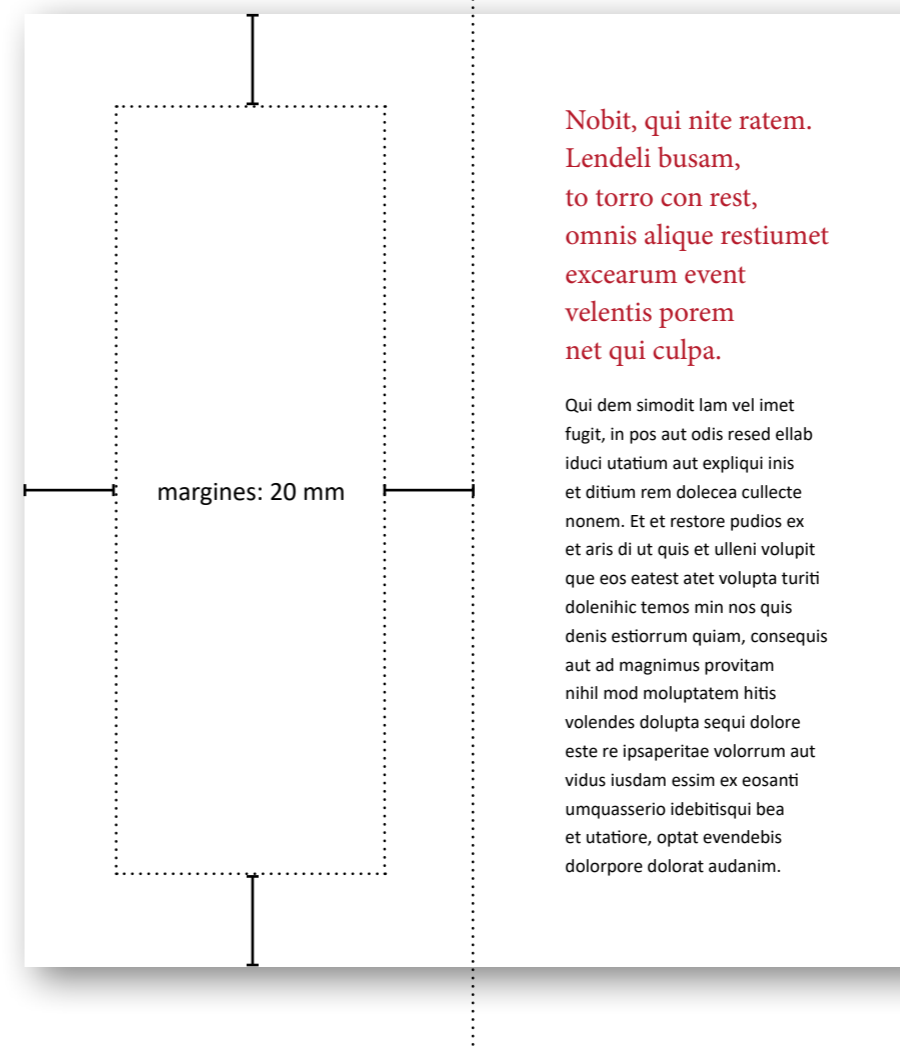 margines: 20 mm
Nobit, qui nite ratem.
Lendeli busam,
to torro con rest,
omnis alique restiumet
excearum event
velentis porem
net qui culpa.
Qui dem simodit lam vel imet
fugit, in pos aut odis resed ellab
iduci utatium aut expliqui inis
et ditium rem dolecea cullecte
nonem. Et et restore pudios ex
et aris di ut quis et ulleni volupit
que eos eatest atet volupta turiti
dolenihic temos min nos quis
denis estiorrum quiam, consequis
aut ad magnimus provitam
nihil mod moluptatem hitis
volendes dolupta sequi dolore
este re ipsaperitae volorrum aut
vidus iusdam essim ex eosanti
umquasserio idebitisqui bea
et utatiore, optat evendebis
dolorpore dolorat audanim.